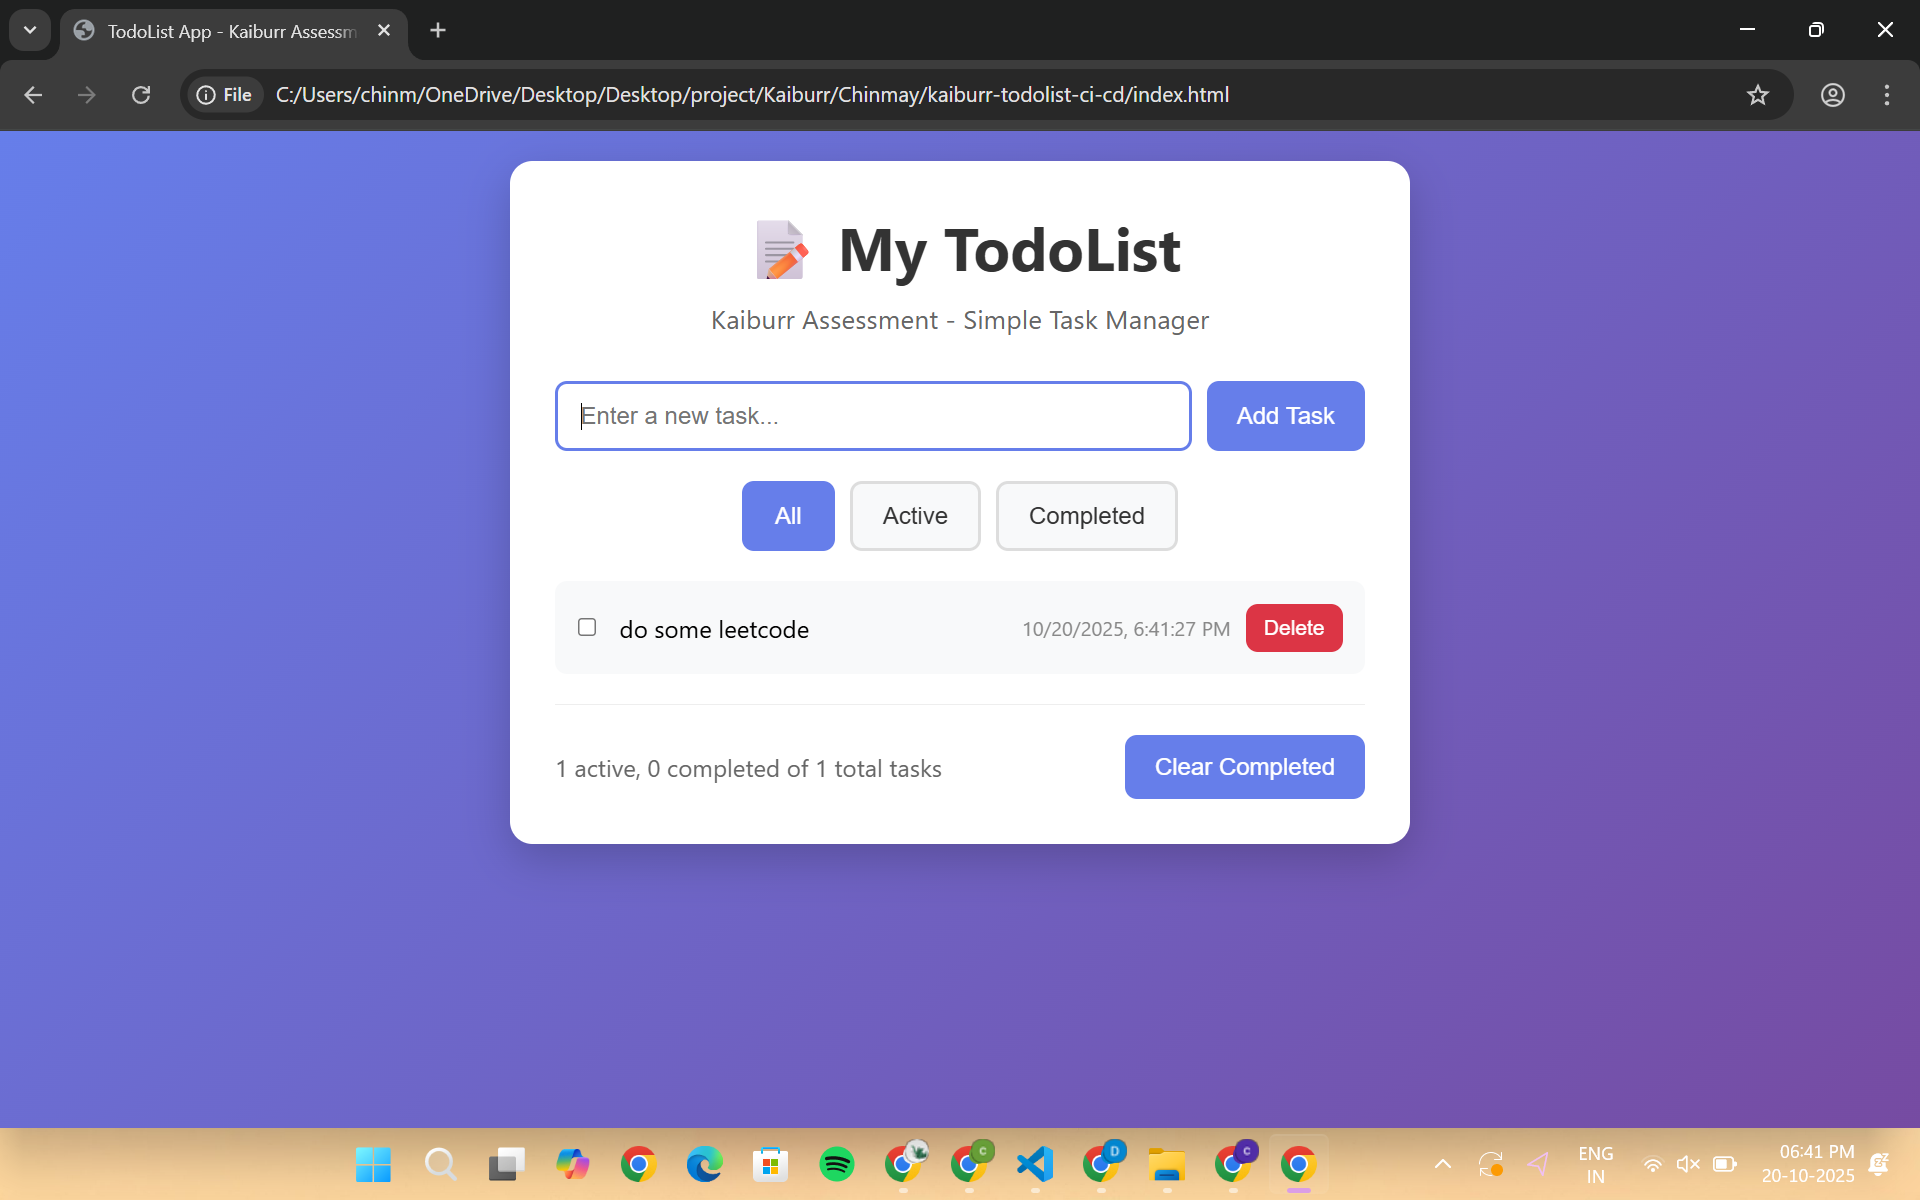 TodoList App - Kaiburr Assessm
File
C:/Users/chinm/OneDrive/Desktop/Desktop/project/Kaiburr/Chinmay/kaiburr-todolist-ci-cd/index.html
My TodoList
Kaiburr Assessment - Simple Task Manager
Enter a new task...
Add Task
All
Active
Completed
do some leetcode
10/20/2025, 6:41:27 PM
Delete
1 active, 0 completed of 1 total tasks
Clear Completed
C
D
C
ENG
IN
06:41 PM
20-10-2025